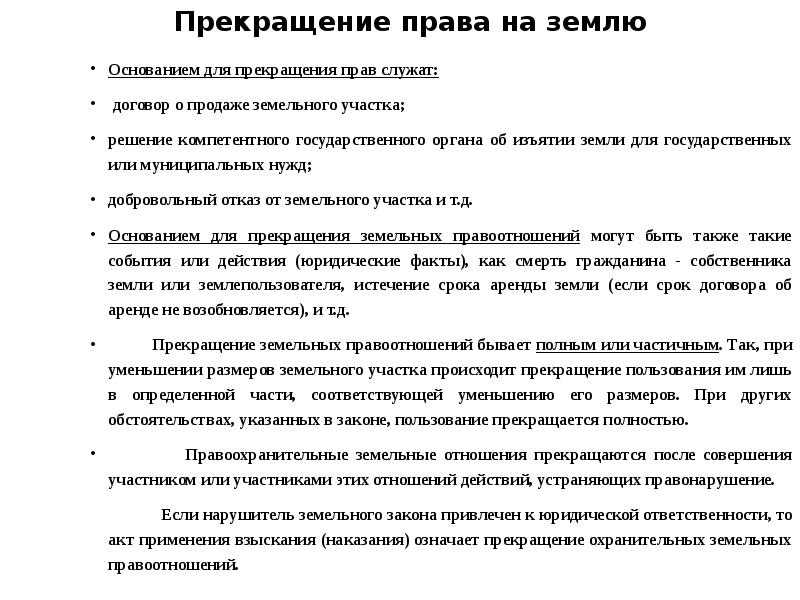 Прекращение права на землю
• Основанием для прекращения прав служат:
• договор о продаже земельного участка;
• решение компетентного государственного органа об изъятии земли для государственных
или муниципальных нужд;
• добровольный отказ от земельного участка и т.д.
• Основанием для прекращения земельных правоотношений могут быть также такие
события или действия (юридические факты), как смерть гражданина - собственника
земли или землепользователя, истечение срока аренды земли (если срок договора об
аренде не возобновляется), и т.д.
• Прекращение земельных правоотношений бывает полным или частичным. Так, при
уменьшении размеров земельного участка происходит прекращение пользования им лишь
в определенной части, соответствующей уменьшению его размеров. При других
обстоятельствах, указанных в законе, пользование прекращается полностью.
• Правоохранительные земельные отношения прекращаются после совершения
участником или участниками этих отношений действий, устраняющих правонарушение.
Если нарушитель земельного закона привлечен к юридической ответственности, то
акт применения взыскания (наказания) означает прекращение охранительных земельных
правоотношений.